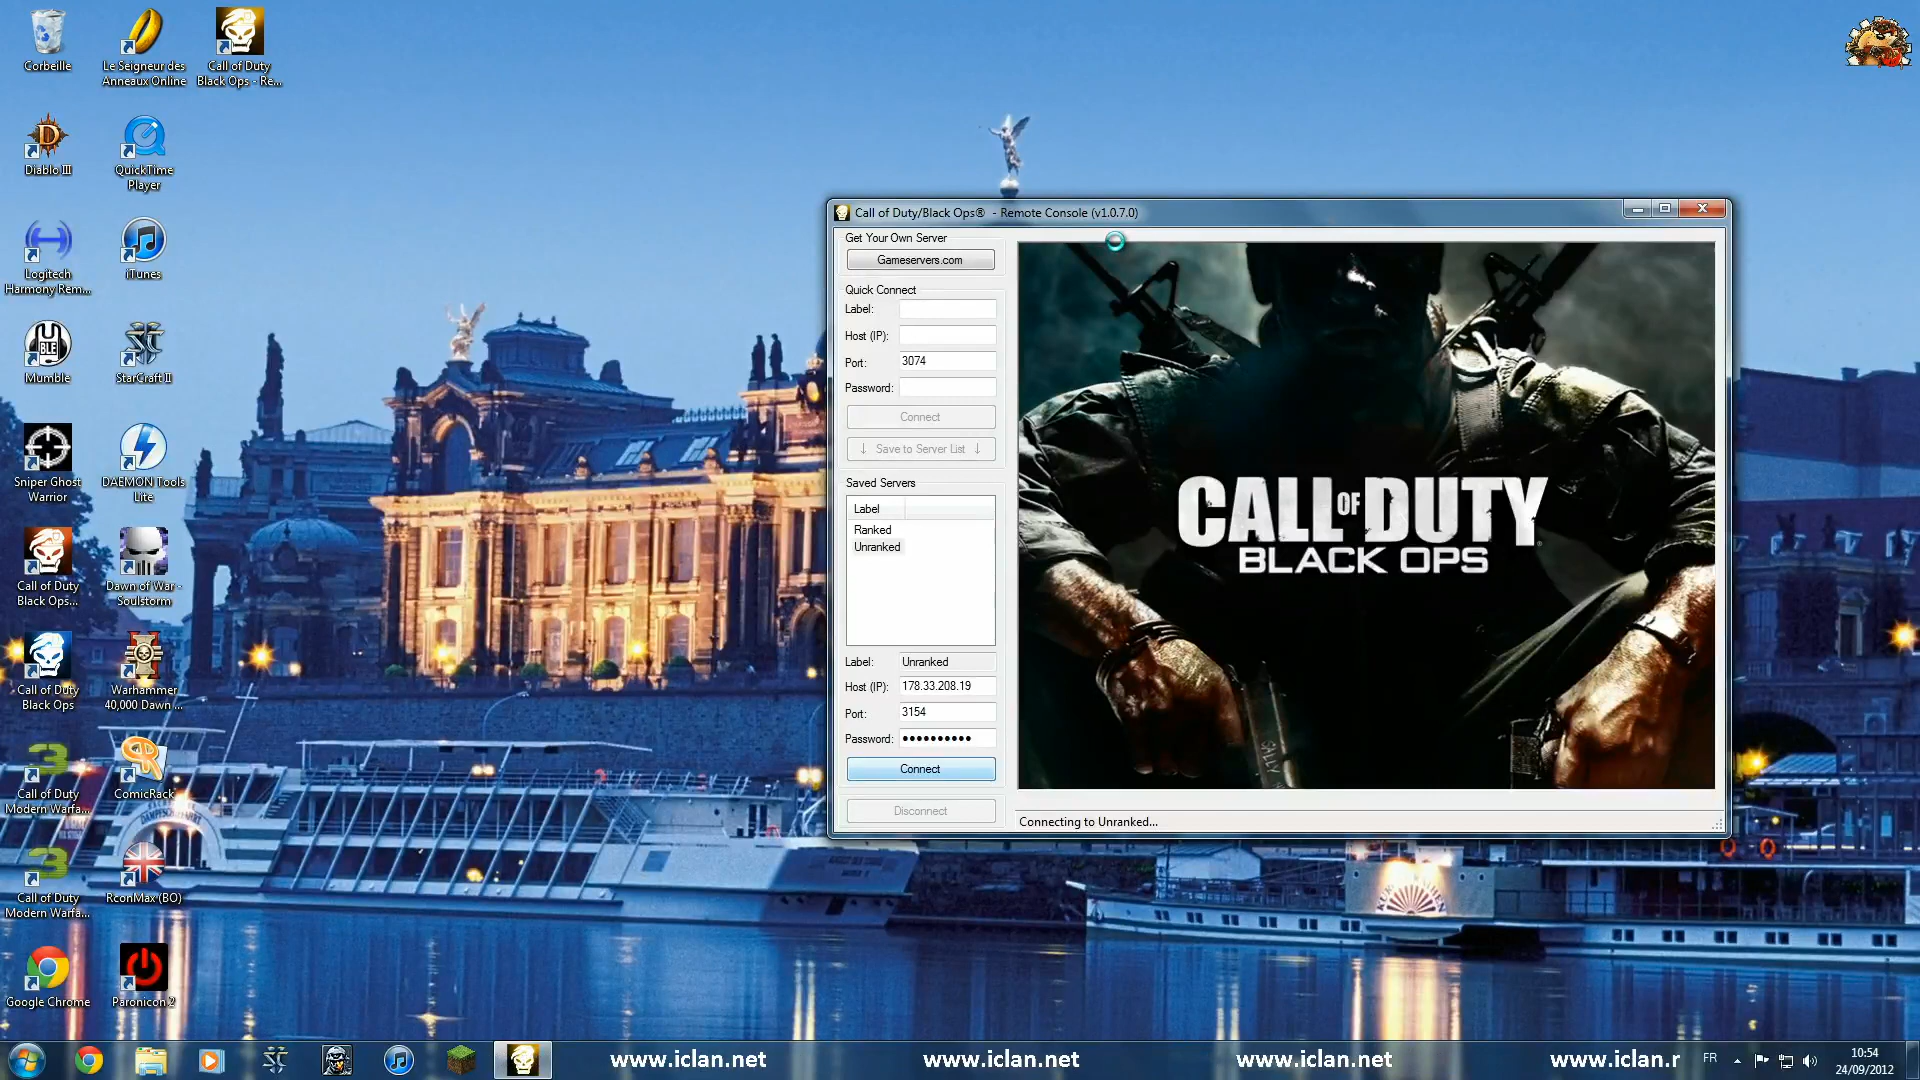 Corbeille
Le Seigneur des
Anneaux Online
Call of Duty
Black Ops - Re...
Diablo III
QuickTime
Player
Logitech
Harmony Rem...
iTunes
BLE
Mumble
StarCraft II
Sniper Ghost
Warrior
DAEMON Tools
Lite
Call of Duty
Black Ops...
Dawn of War -
Soulstorm
Call of Duty
Black Ops
Warhammer
40,000 Dawn ...
3
Call of Duty
Modern Warfa...
ComicRack
3
Call of Duty
Modern Warfa...
RconMax (BO)
Google Chrome
Paronicon 2
Call of Duty/Black Ops® - Remote Console (v1.0.7.0)
Get Your Own Server
Gameservers.com
Quick Connect
Label:
Host (IP):
Port: 3074
Password:
Connect
↓ Save to Server List ↓
Saved Servers
Label
Ranked
Unranked
Label: Unranked
Host (IP): 178.33.208.19
Port: 3154
Password: ●●●●●●●●●●
Connect
Disconnect
CALL OF DUTY
BLACK OPS
Connecting to Unranked...
www.iclan.net www.iclan.net www.iclan.net www.iclan.r
FR
10:54
24/09/2012